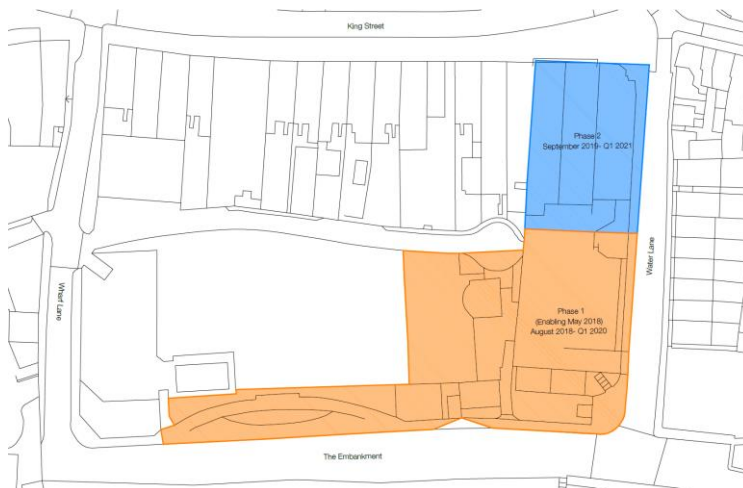 King Street
Phase 2
September 2019- Q1 2021
Water Lane
Wharf Lane
Phase 1
(Enabling May 2018)
August 2018- Q1 2020
The Embankment